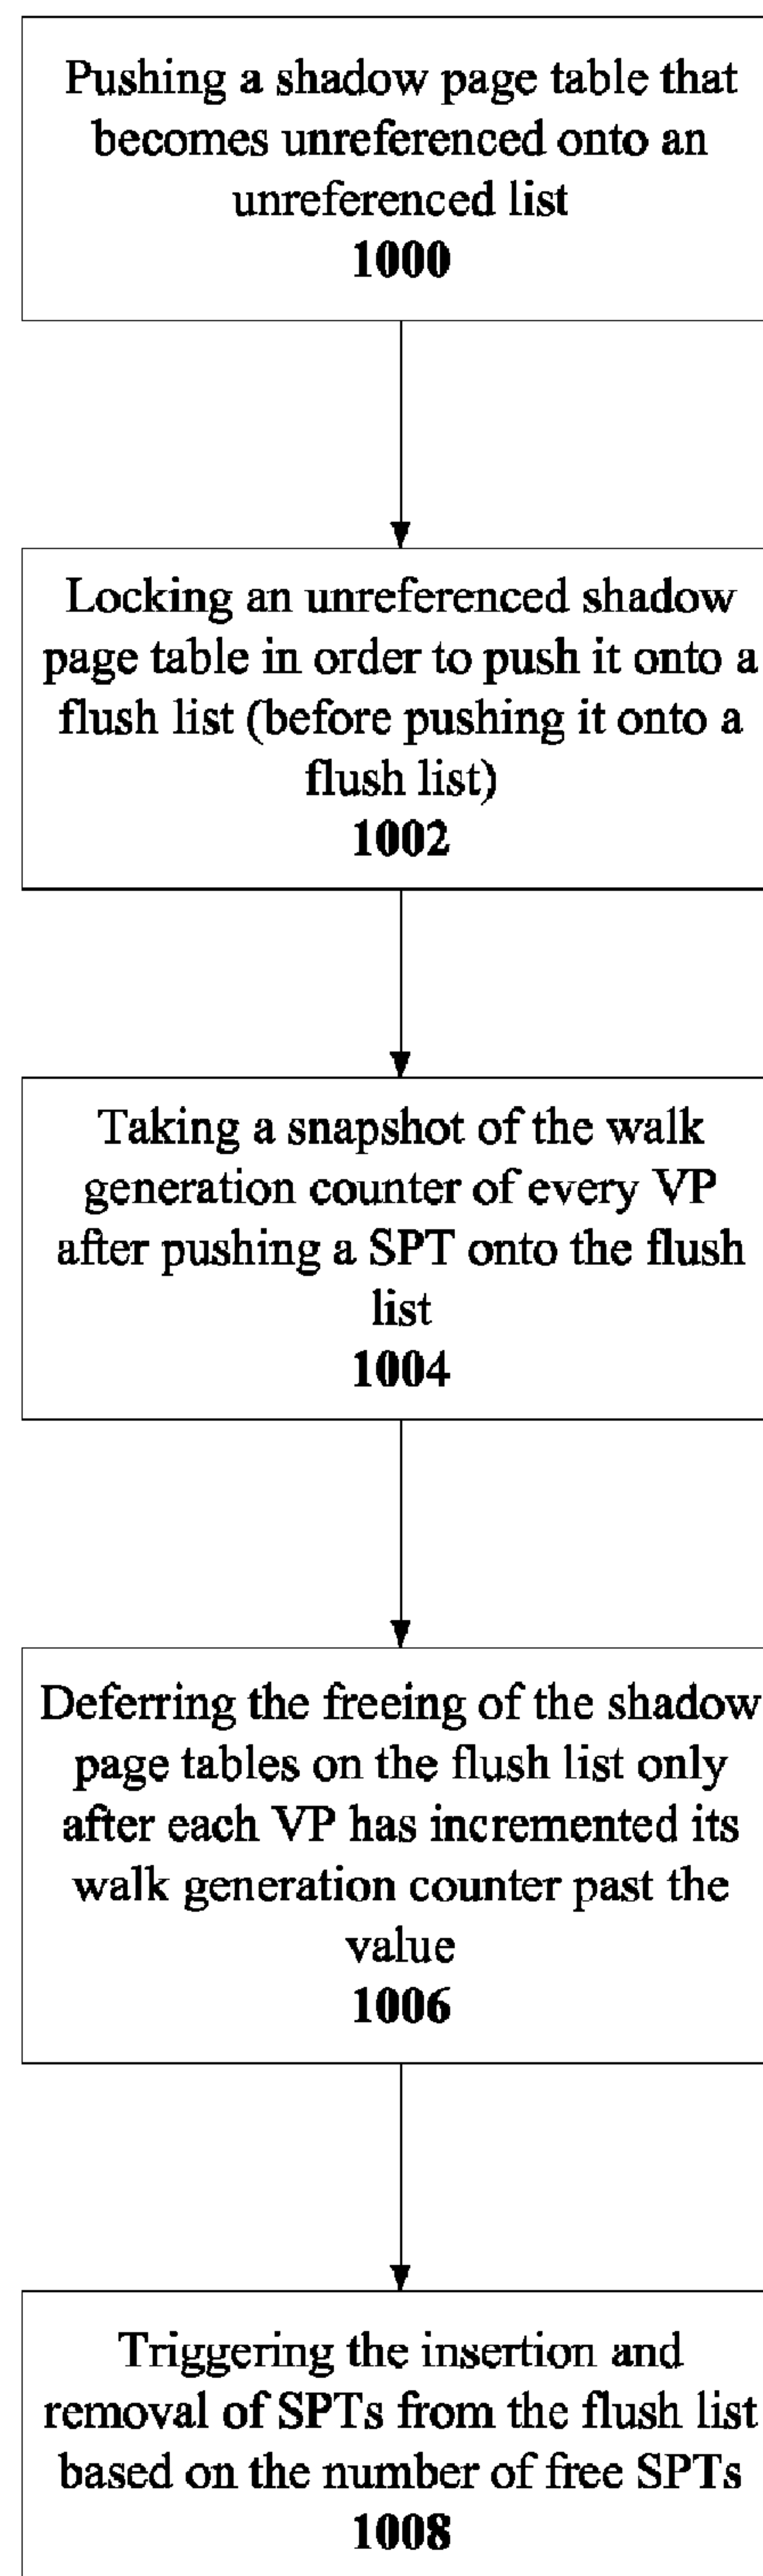 Pushing a shadow page table that
becomes unreferenced onto an
unreferenced list
1000
Locking an unreferenced shadow
page table in order to push it onto a
flush list (before pushing it onto a
flush list)
1002
Taking a snapshot of the walk
generation counter of every VP
after pushing a SPT onto the flush
list
1004
Deferring the freeing of the shadow
page tables on the flush list only
after each VP has incremented its
walk generation counter past the
value
1006
Triggering the insertion and
removal of SPTs from the flush list
based on the number of free SPTs
1008